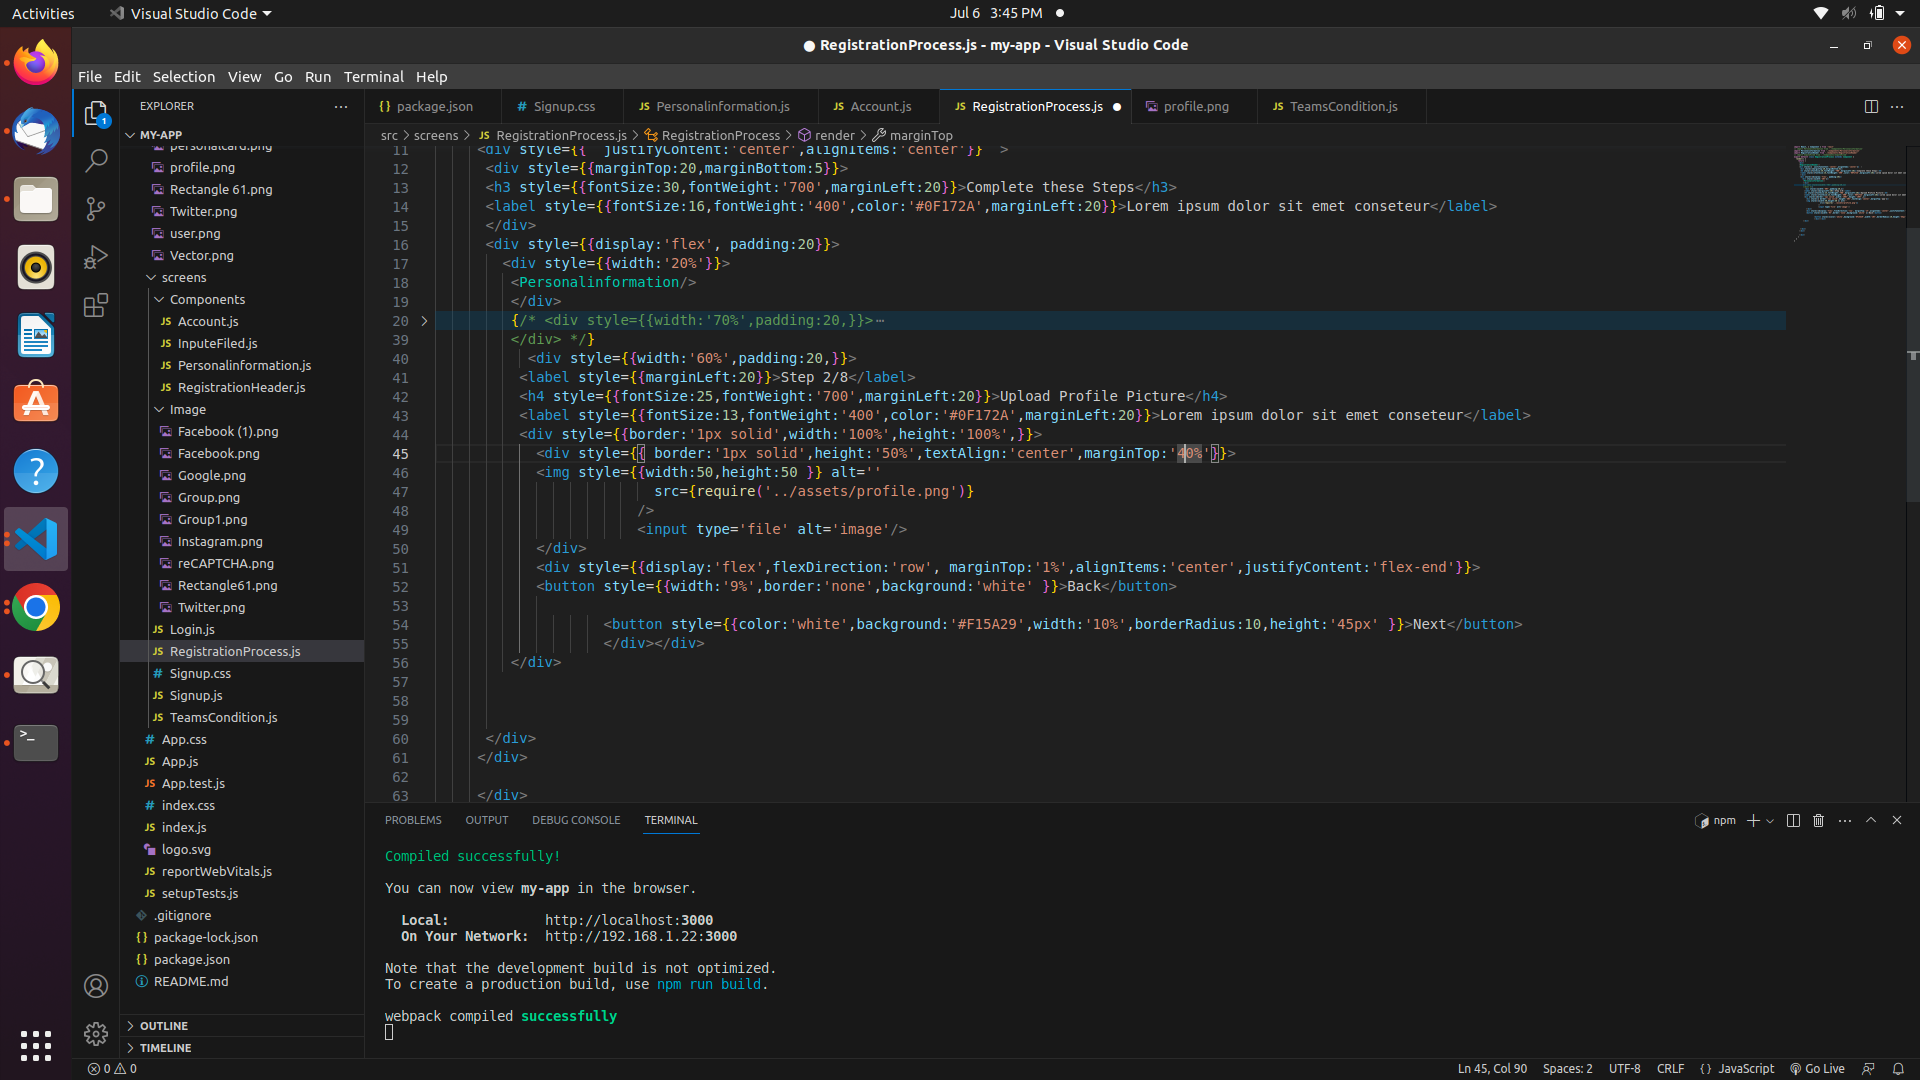 Activities
Visual Studio Code
Jul 6 3:45 PM
● RegistrationProcess.js - my-app - Visual Studio Code
File Edit Selection View Go Run Terminal Help
EXPLORER
MY-APP
personalcard.png
profile.png
Rectangle 61.png
Twitter.png
user.png
Vector.png
screens
Components
Account.js
InputeFiled.js
Personalinformation.js
RegistrationHeader.js
Image
Facebook (1).png
Facebook.png
Google.png
Group.png
Group1.png
Instagram.png
reCAPTCHA.png
Rectangle61.png
Twitter.png
Login.js
RegistrationProcess.js
Signup.css
Signup.js
TeamsCondition.js
App.css
App.js
App.test.js
index.css
index.js
logo.svg
reportWebVitals.js
setupTests.js
.gitignore
package-lock.json
package.json
README.md
OUTLINE
TIMELINE
package.json
Signup.css
Personalinformation.js
Account.js
RegistrationProcess.js
profile.png
TeamsCondition.js
src > screens > JS RegistrationProcess.js > RegistrationProcess > render > marginTop
11 <div style={{ justifyContent:'center',alignItems:'center'}} >
12 <div style={{marginTop:20,marginBottom:5}}>
13 <h3 style={{fontSize:30,fontWeight:'700',marginLeft:20}}>Complete these Steps</h3>
14 <label style={{fontSize:16,fontWeight:'400',color:'#0F172A',marginLeft:20}}>Lorem ipsum dolor sit emet conseteur</label>
15 </div>
16 <div style={{display:'flex', padding:20}}>
17 <div style={{width:'20%'}}>
18 <Personalinformation/>
19 </div>
20 {/* <div style={{width:'70%',padding:20,}}>⋯
39 </div> */}
40 <div style={{width:'60%',padding:20,}}>
41 <label style={{marginLeft:20}}>Step 2/8</label>
42 <h4 style={{fontSize:25,fontWeight:'700',marginLeft:20}}>Upload Profile Picture</h4>
43 <label style={{fontSize:13,fontWeight:'400',color:'#0F172A',marginLeft:20}}>Lorem ipsum dolor sit emet conseteur</label>
44 <div style={{border:'1px solid',width:'100%',height:'100%',}}>
45 <div style={{ border:'1px solid',height:'50%',textAlign:'center',marginTop:'40%'}}>
46 <img style={{width:50,height:50 }} alt=''
47 src={require('../assets/profile.png')}
48 />
49 <input type='file' alt='image'/>
50 </div>
51 <div style={{display:'flex',flexDirection:'row', marginTop:'1%',alignItems:'center',justifyContent:'flex-end'}}>
52 <button style={{width:'9%',border:'none',background:'white' }}>Back</button>
53
54 <button style={{color:'white',background:'#F15A29',width:'10%',borderRadius:10,height:'45px' }}>Next</button>
55 </div></div>
56 </div>
57
58
59
60 </div>
61 </div>
62
63 </div>
PROBLEMS OUTPUT DEBUG CONSOLE TERMINAL
npm
Compiled successfully!
You can now view my-app in the browser.
Local: http://localhost:3000
On Your Network: http://192.168.1.22:3000
Note that the development build is not optimized.
To create a production build, use npm run build.
webpack compiled successfully
0 0
Ln 45, Col 90 Spaces: 2 UTF-8 CRLF {} JavaScript Go Live